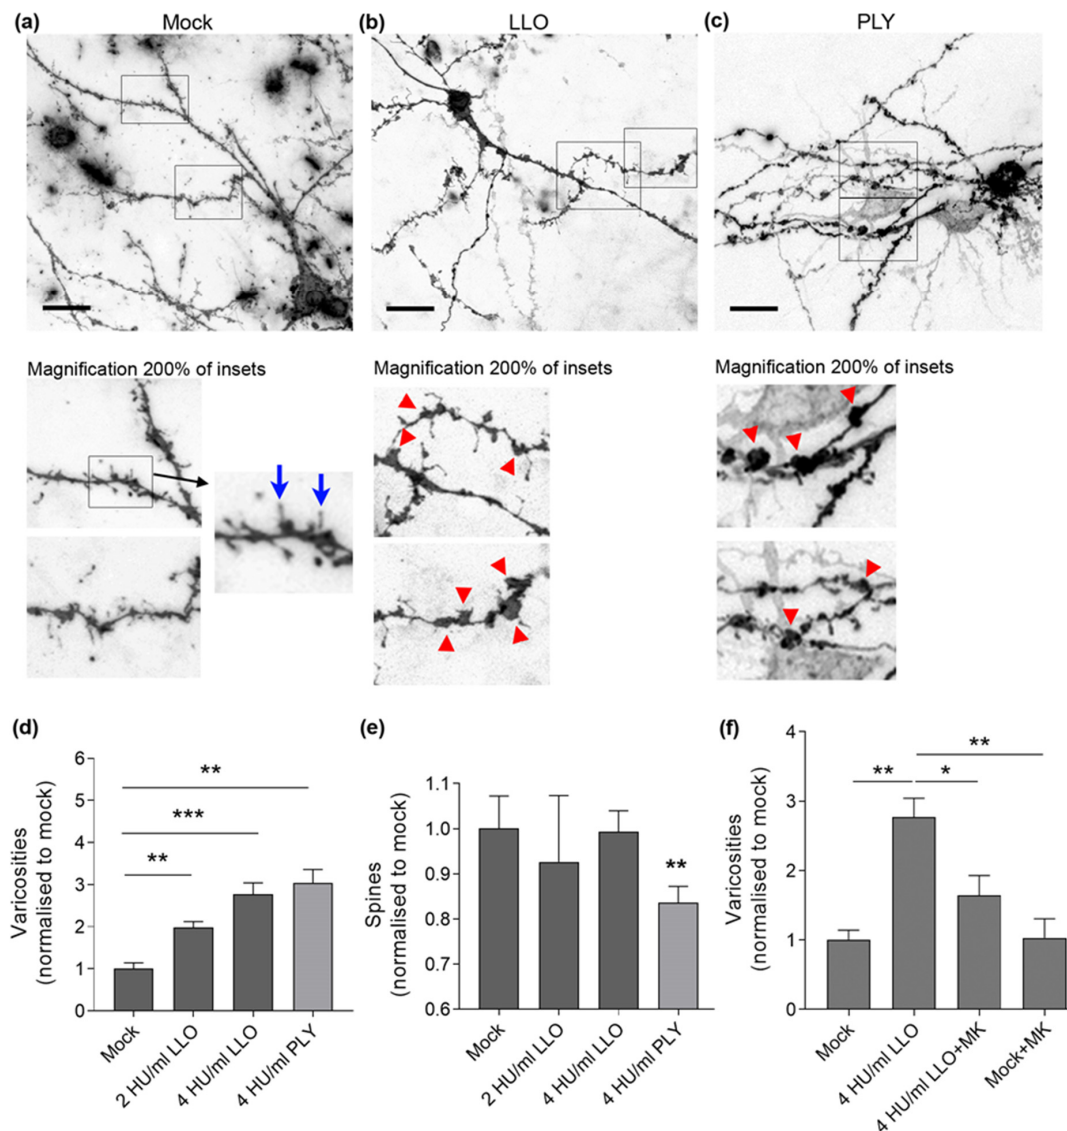 (a) Mock
(b) LLO
(c) PLY
Magnification 200% of insets
Magnification 200% of insets
Magnification 200% of insets
(d)
Varicosities
(normalised to mock)
6
5
4
3
2
1
0
**
***
**
Mock
2 HU/ml LLO
4 HU/ml LLO
4 HU/ml PLY
(e)
Spines
(normalised to mock)
1.1
1.0
0.9
0.8
0.7
0.6
**
Mock
2 HU/ml LLO
4 HU/ml LLO
4 HU/ml PLY
(f)
Varicosities
(normalised to mock)
4
3
2
1
0
**
** *
Mock
4 HU/ml LLO
4 HU/ml LLO+MK
Mock+MK